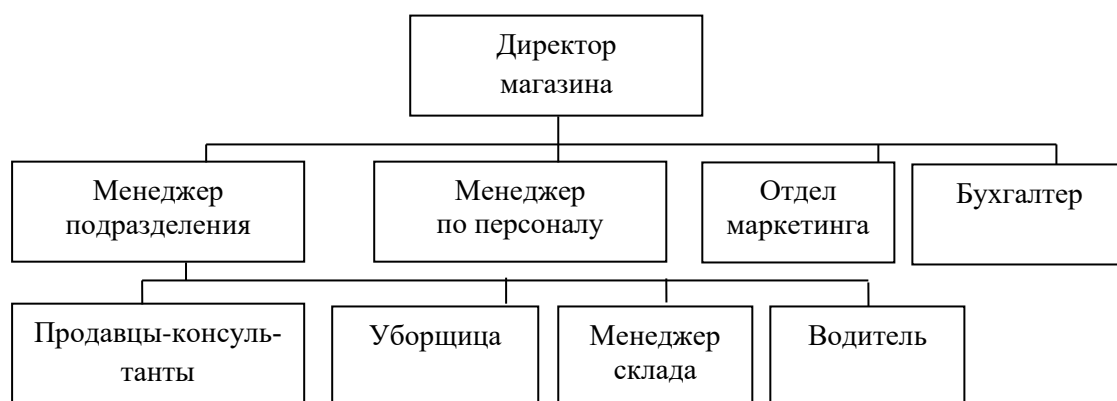 Директор
магазина
Менеджер
подразделения
Менеджер
по персоналу
Отдел
маркетинга
Бухгалтер
Продавцы-консуль-
танты
Уборщица
Менеджер
склада
Водитель